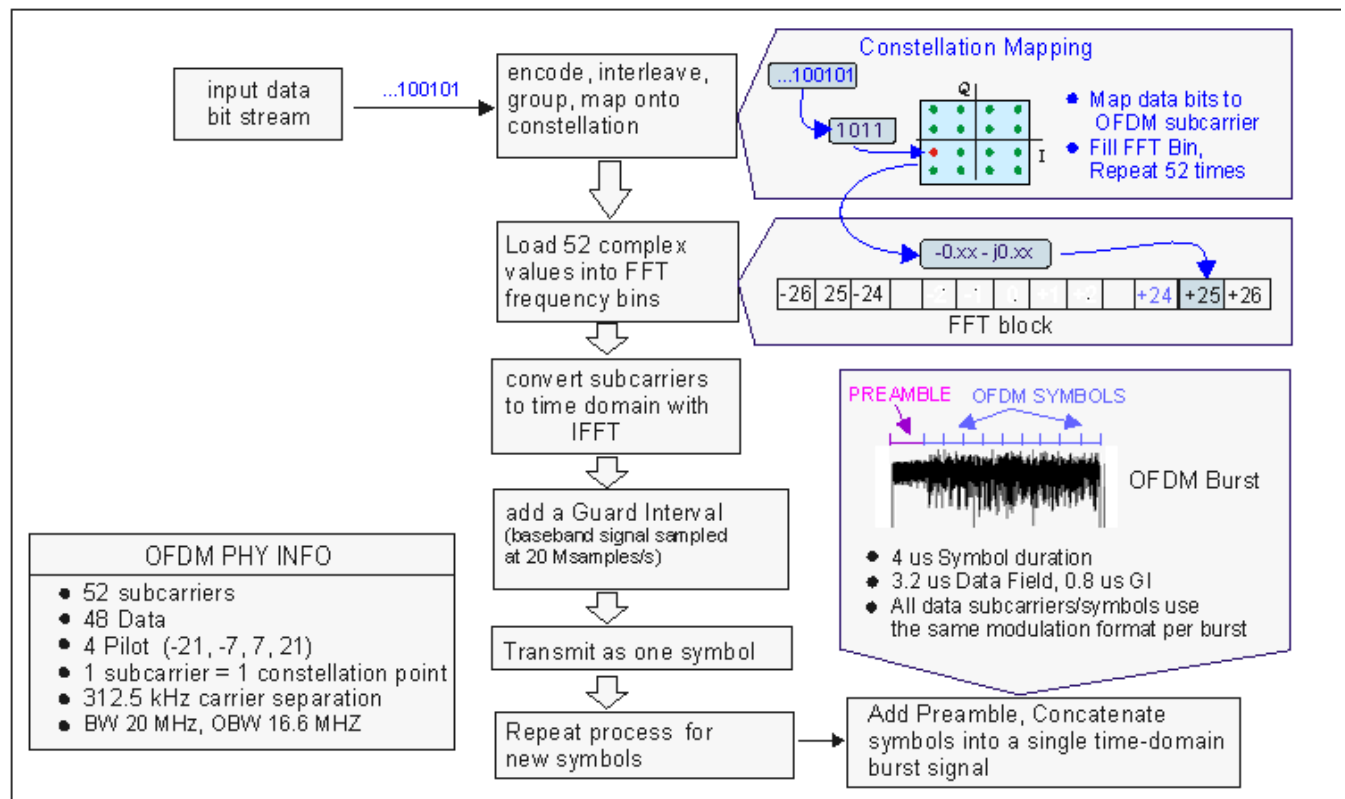 input data
bit stream
...100101
encode, interleave,
group, map onto
constellation
Constellation Mapping
...100101
1011
Q
I
● Map data bits to
OFDM subcarrier
● Fill FFT Bin,
Repeat 52 times
Load 52 complex
values into FFT
frequency bins
-0.xx - j0.xx
-26 25 -24 -2 -1 0 +1 +2 +24 +25 +26
FFT block
convert subcarriers
to time domain with
IFFT
PREAMBLE OFDM SYMBOLS
OFDM Burst
● 4 us Symbol duration
● 3.2 us Data Field, 0.8 us GI
● All data subcarriers/symbols use
the same modulation format per burst
add a Guard Interval
(baseband signal sampled
at 20 Msamples/s)
OFDM PHY INFO
● 52 subcarriers
● 48 Data
● 4 Pilot (-21, -7, 7, 21)
● 1 subcarrier = 1 constellation point
● 312.5 kHz carrier separation
● BW 20 MHz, OBW 16.6 MHZ
Transmit as one symbol
Repeat process for
new symbols
Add Preamble, Concatenate
symbols into a single time-domain
burst signal